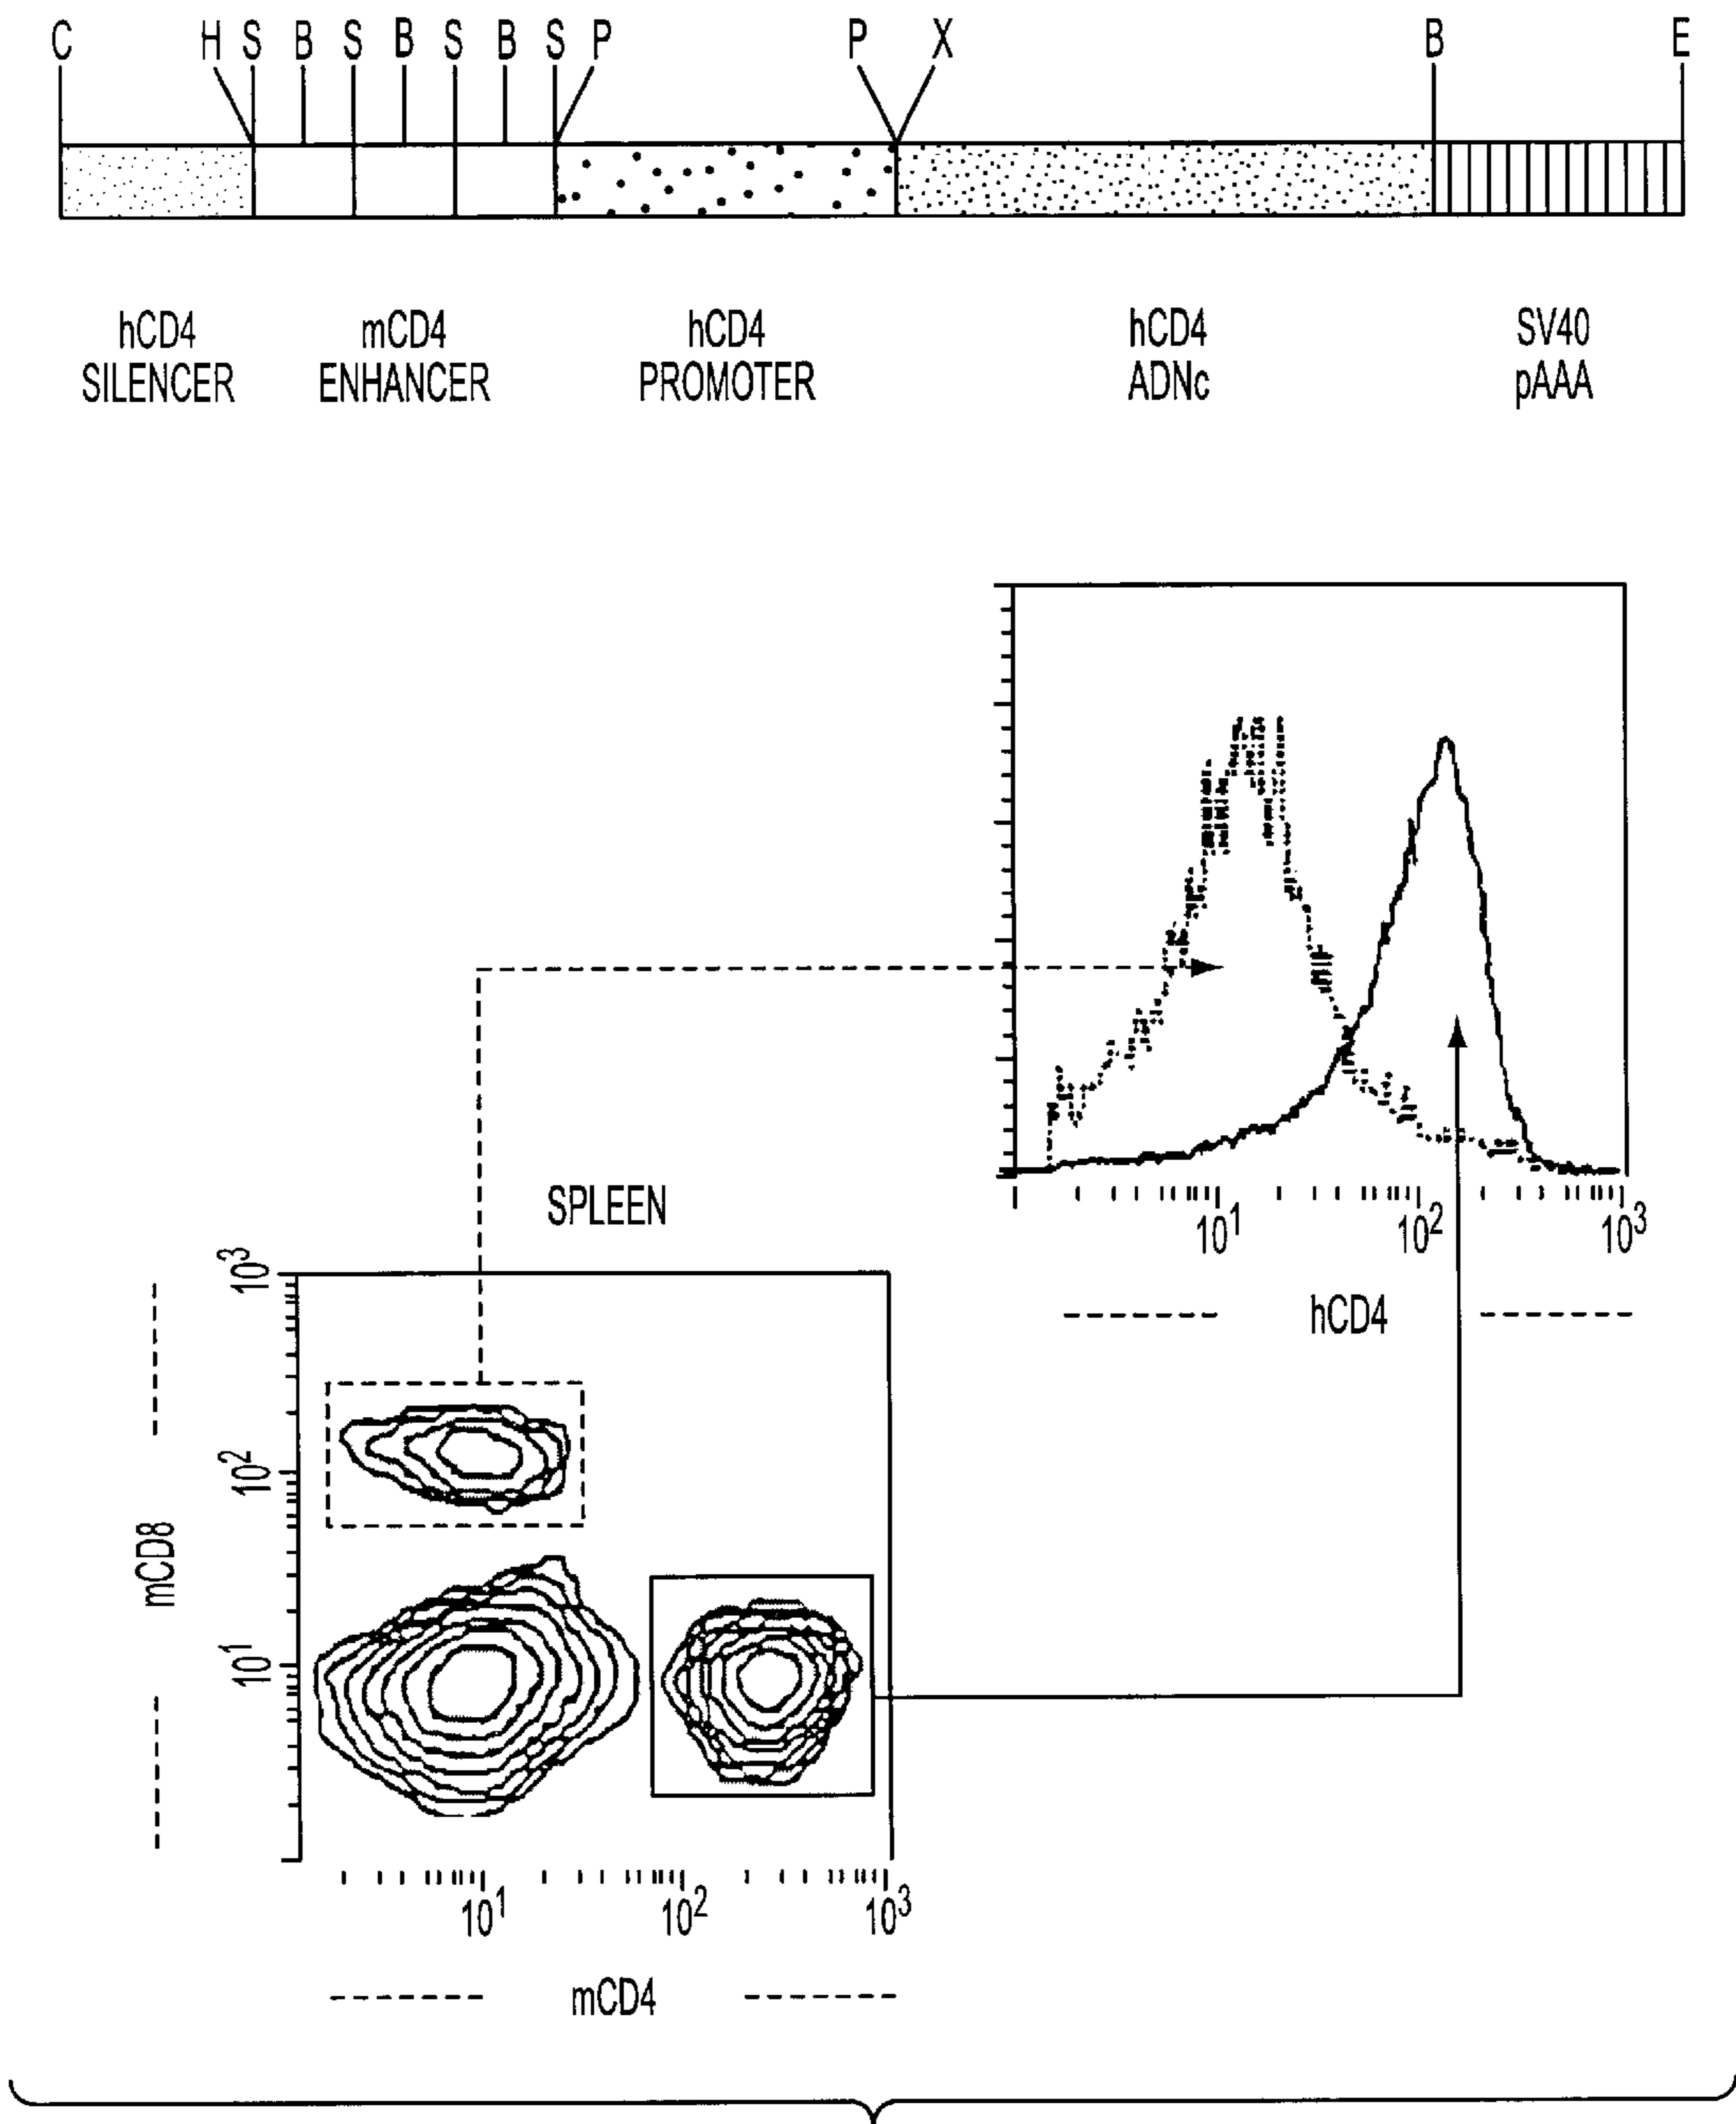 C H S B S B S B S P P X B E
hCD4 mCD4 hCD4 hCD4 SV40
SILENCER ENHANCER PROMOTER ADNc pAAA
10¹ 10² 10³
hCD4
SPLEEN
10³
10²
10¹
mCD8
10¹ 10² 10³
mCD4